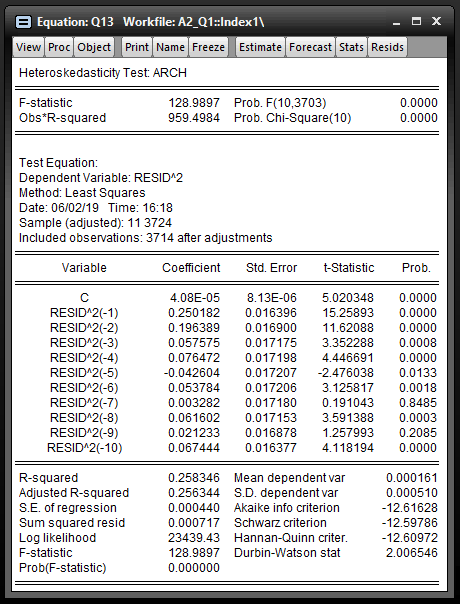 Equation: Q13 Workfile: A2_Q1::Index1\
View Proc Object Print Name Freeze Estimate Forecast Stats Resids
Heteroskedasticity Test: ARCH
F-statistic 128.9897 Prob. F(10,3703) 0.0000
Obs*R-squared 959.4984 Prob. Chi-Square(10) 0.0000
Test Equation:
Dependent Variable: RESID^2
Method: Least Squares
Date: 06/02/19 Time: 16:18
Sample (adjusted): 11 3724
Included observations: 3714 after adjustments
Variable Coefficient Std. Error t-Statistic Prob.
C 4.08E-05 8.13E-06 5.020348 0.0000
RESID^2(-1) 0.250182 0.016396 15.25893 0.0000
RESID^2(-2) 0.196389 0.016900 11.62088 0.0000
RESID^2(-3) 0.057575 0.017175 3.352288 0.0008
RESID^2(-4) 0.076472 0.017198 4.446691 0.0000
RESID^2(-5) -0.042604 0.017207 -2.476038 0.0133
RESID^2(-6) 0.053784 0.017206 3.125817 0.0018
RESID^2(-7) 0.003282 0.017180 0.191043 0.8485
RESID^2(-8) 0.061602 0.017153 3.591388 0.0003
RESID^2(-9) 0.021233 0.016878 1.257993 0.2085
RESID^2(-10) 0.067444 0.016377 4.118194 0.0000
R-squared 0.258346 Mean dependent var 0.000161
Adjusted R-squared 0.256344 S.D. dependent var 0.000510
S.E. of regression 0.000440 Akaike info criterion -12.61628
Sum squared resid 0.000717 Schwarz criterion -12.59786
Log likelihood 23439.43 Hannan-Quinn criter. -12.60972
F-statistic 128.9897 Durbin-Watson stat 2.006546
Prob(F-statistic) 0.000000